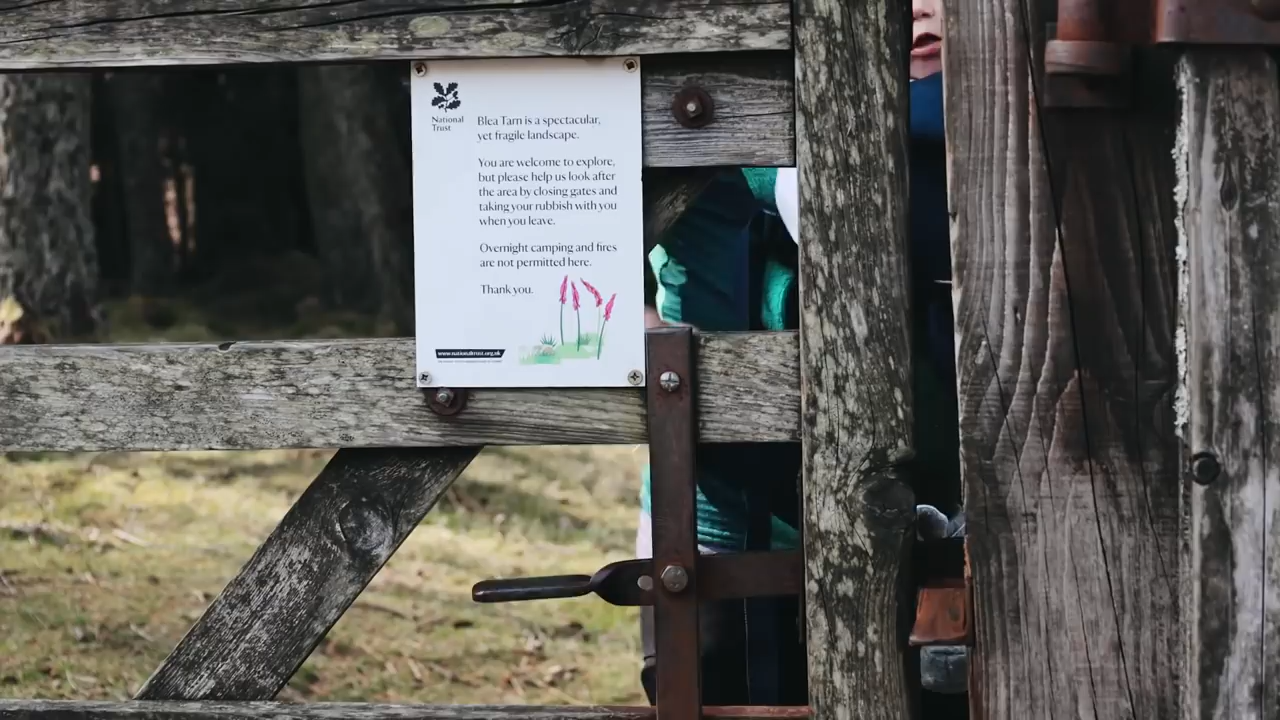 National
Trust
Blea Tarn is a spectacular,
yet fragile landscape.
You are welcome to explore,
but please help us look after
the area by closing gates and
taking your rubbish with you
when you leave.
Overnight camping and fires
are not permitted here.
Thank you.
www.nationaltrust.org.uk